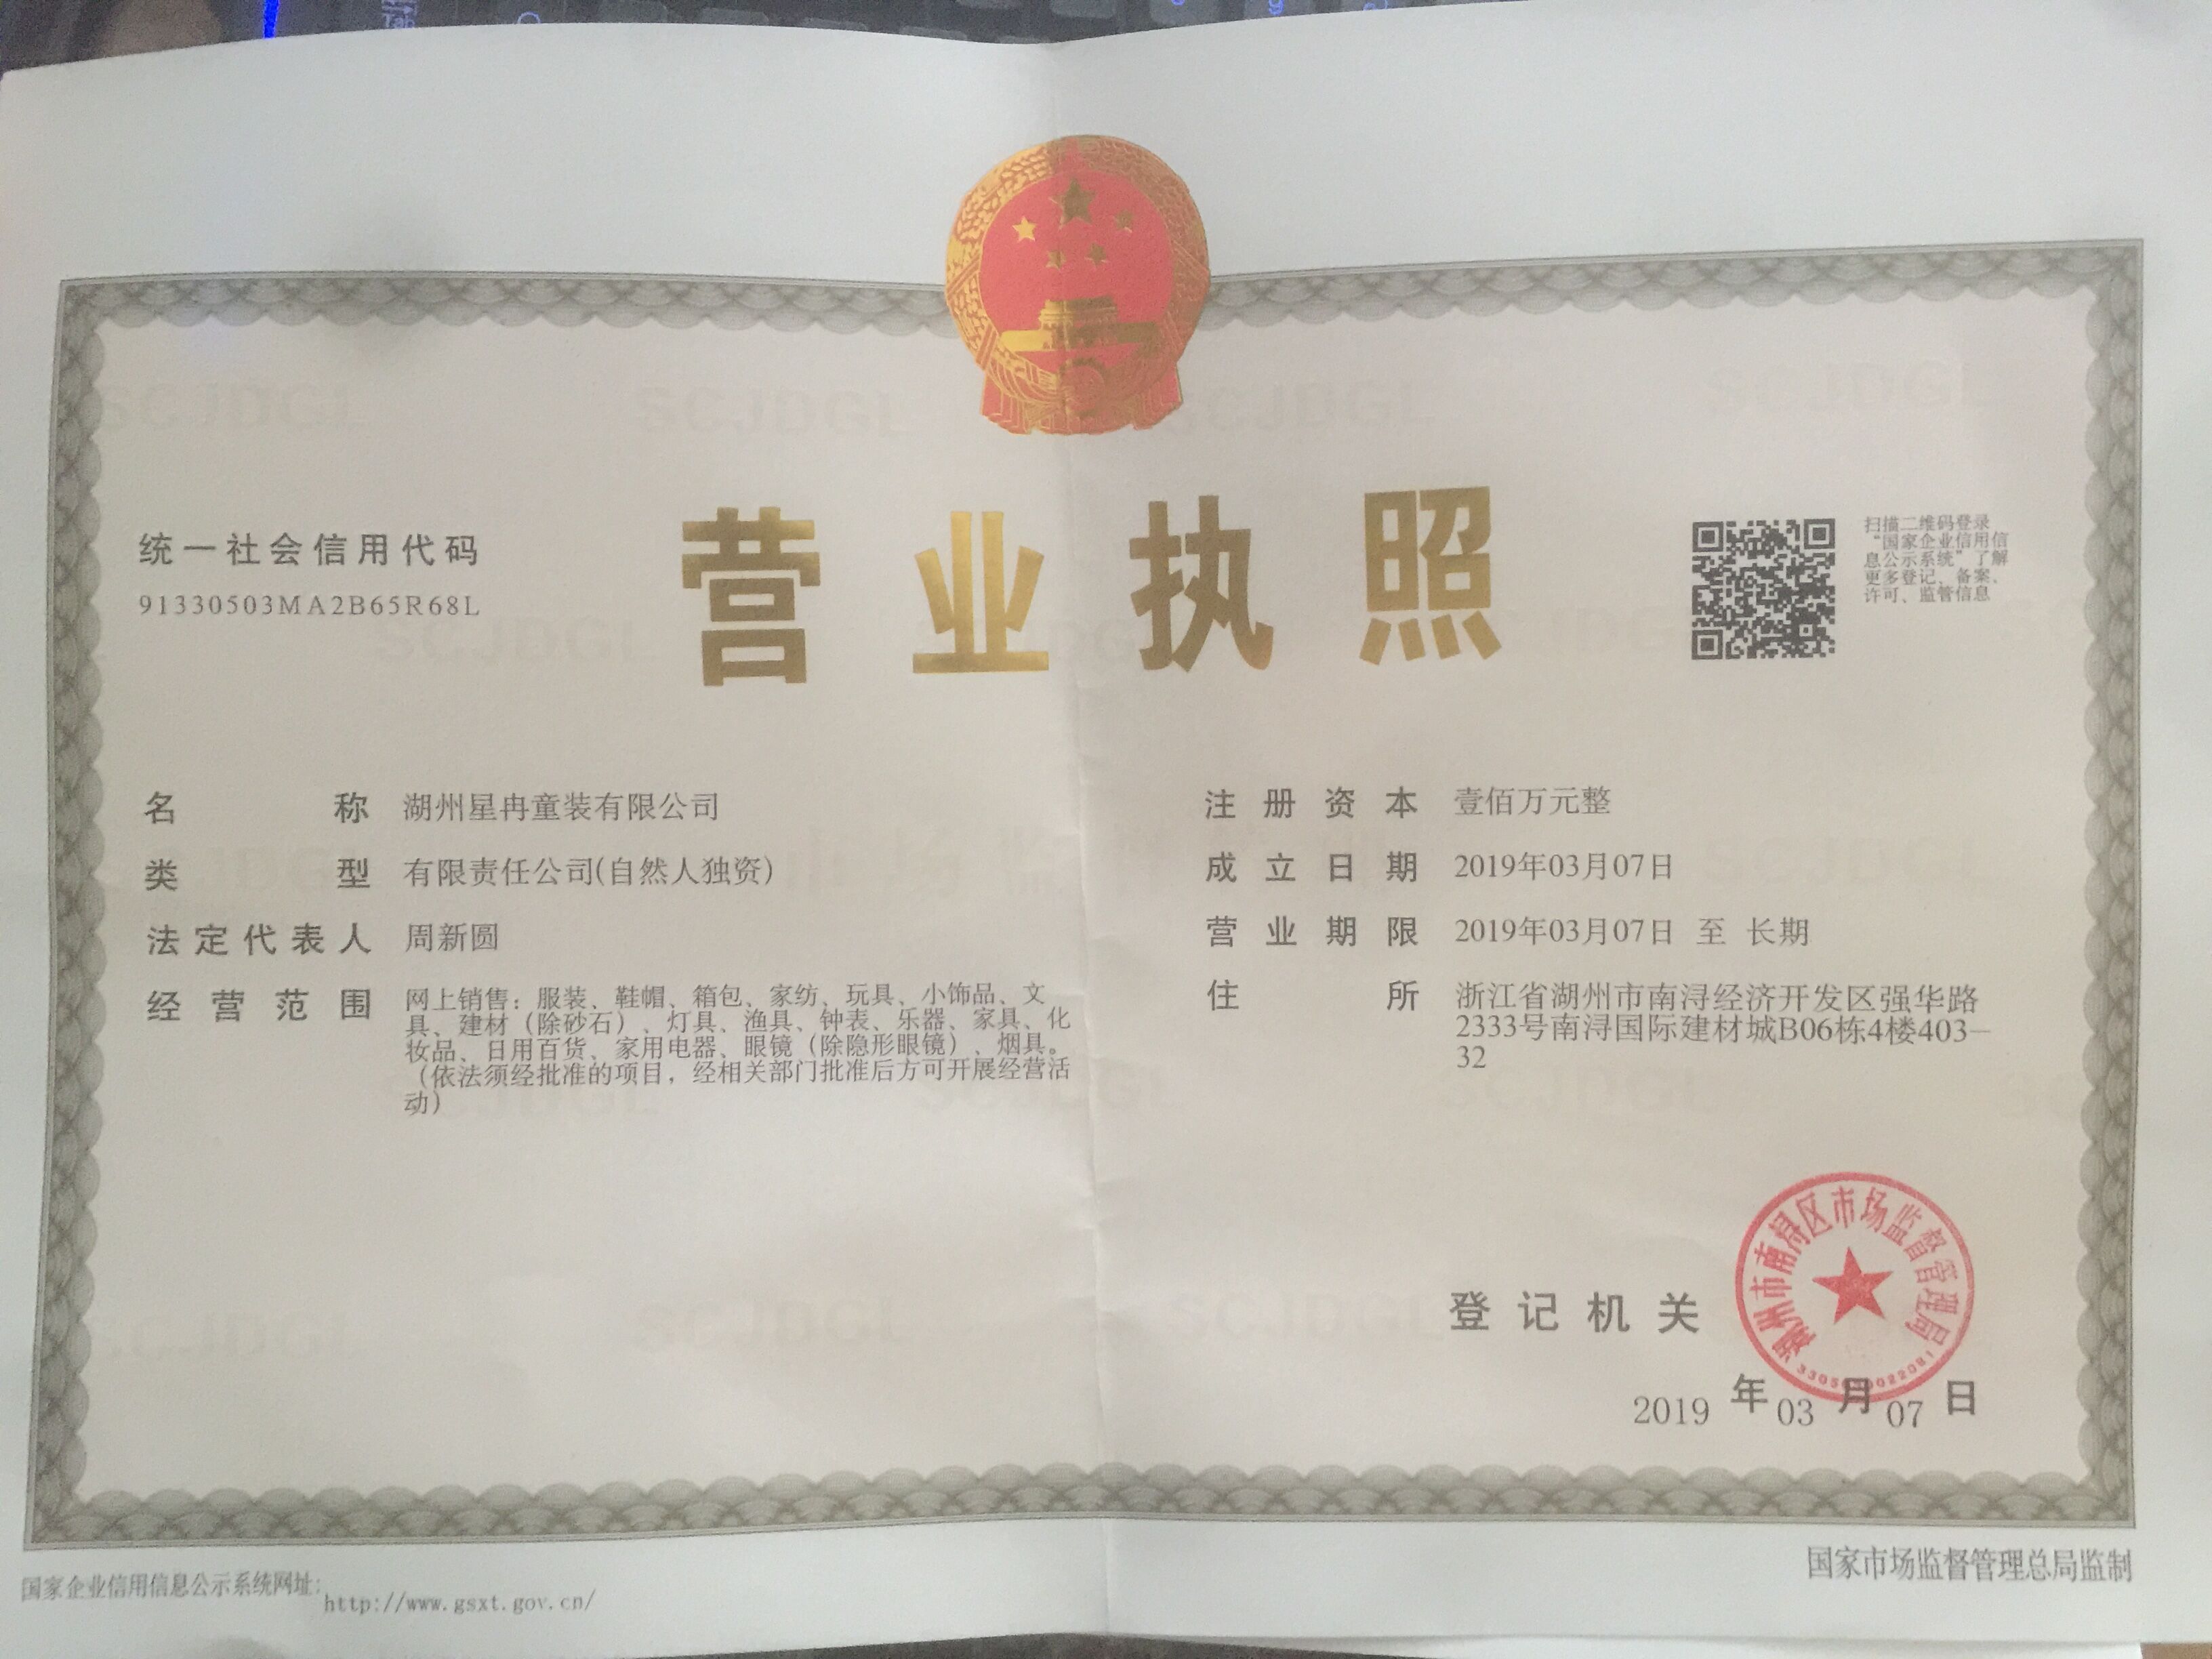 营业执照
统一社会信用代码
91330503MA2B65R68L
扫描二维码登录
“国家企业信用信
息公示系统”了解
更多登记、备案、
许可、监管信息
名称 湖州星冉童装有限公司
类型 有限责任公司(自然人独资)
法定代表人 周新圆
经营范围 网上销售：服装、鞋帽、箱包、家纺、玩具、小饰品、文
具、建材（除砂石）、灯具、渔具、钟表、乐器、家具、化
妆品、日用百货、家用电器、眼镜（除隐形眼镜）、烟具。
（依法须经批准的项目，经相关部门批准后方可开展经营活
动）
注册资本 壹佰万元整
成立日期 2019年03月07日
营业期限 2019年03月07日 至 长期
住所 浙江省湖州市南浔经济开发区强华路
2333号南浔国际建材城B06栋4楼403-
32
登记机关
湖州市南浔区市场监督管理局
2019 年 03 月 07 日
国家企业信用信息公示系统网址：
http://www.gsxt.gov.cn/
国家市场监督管理总局监制
SCJDGL
Tab